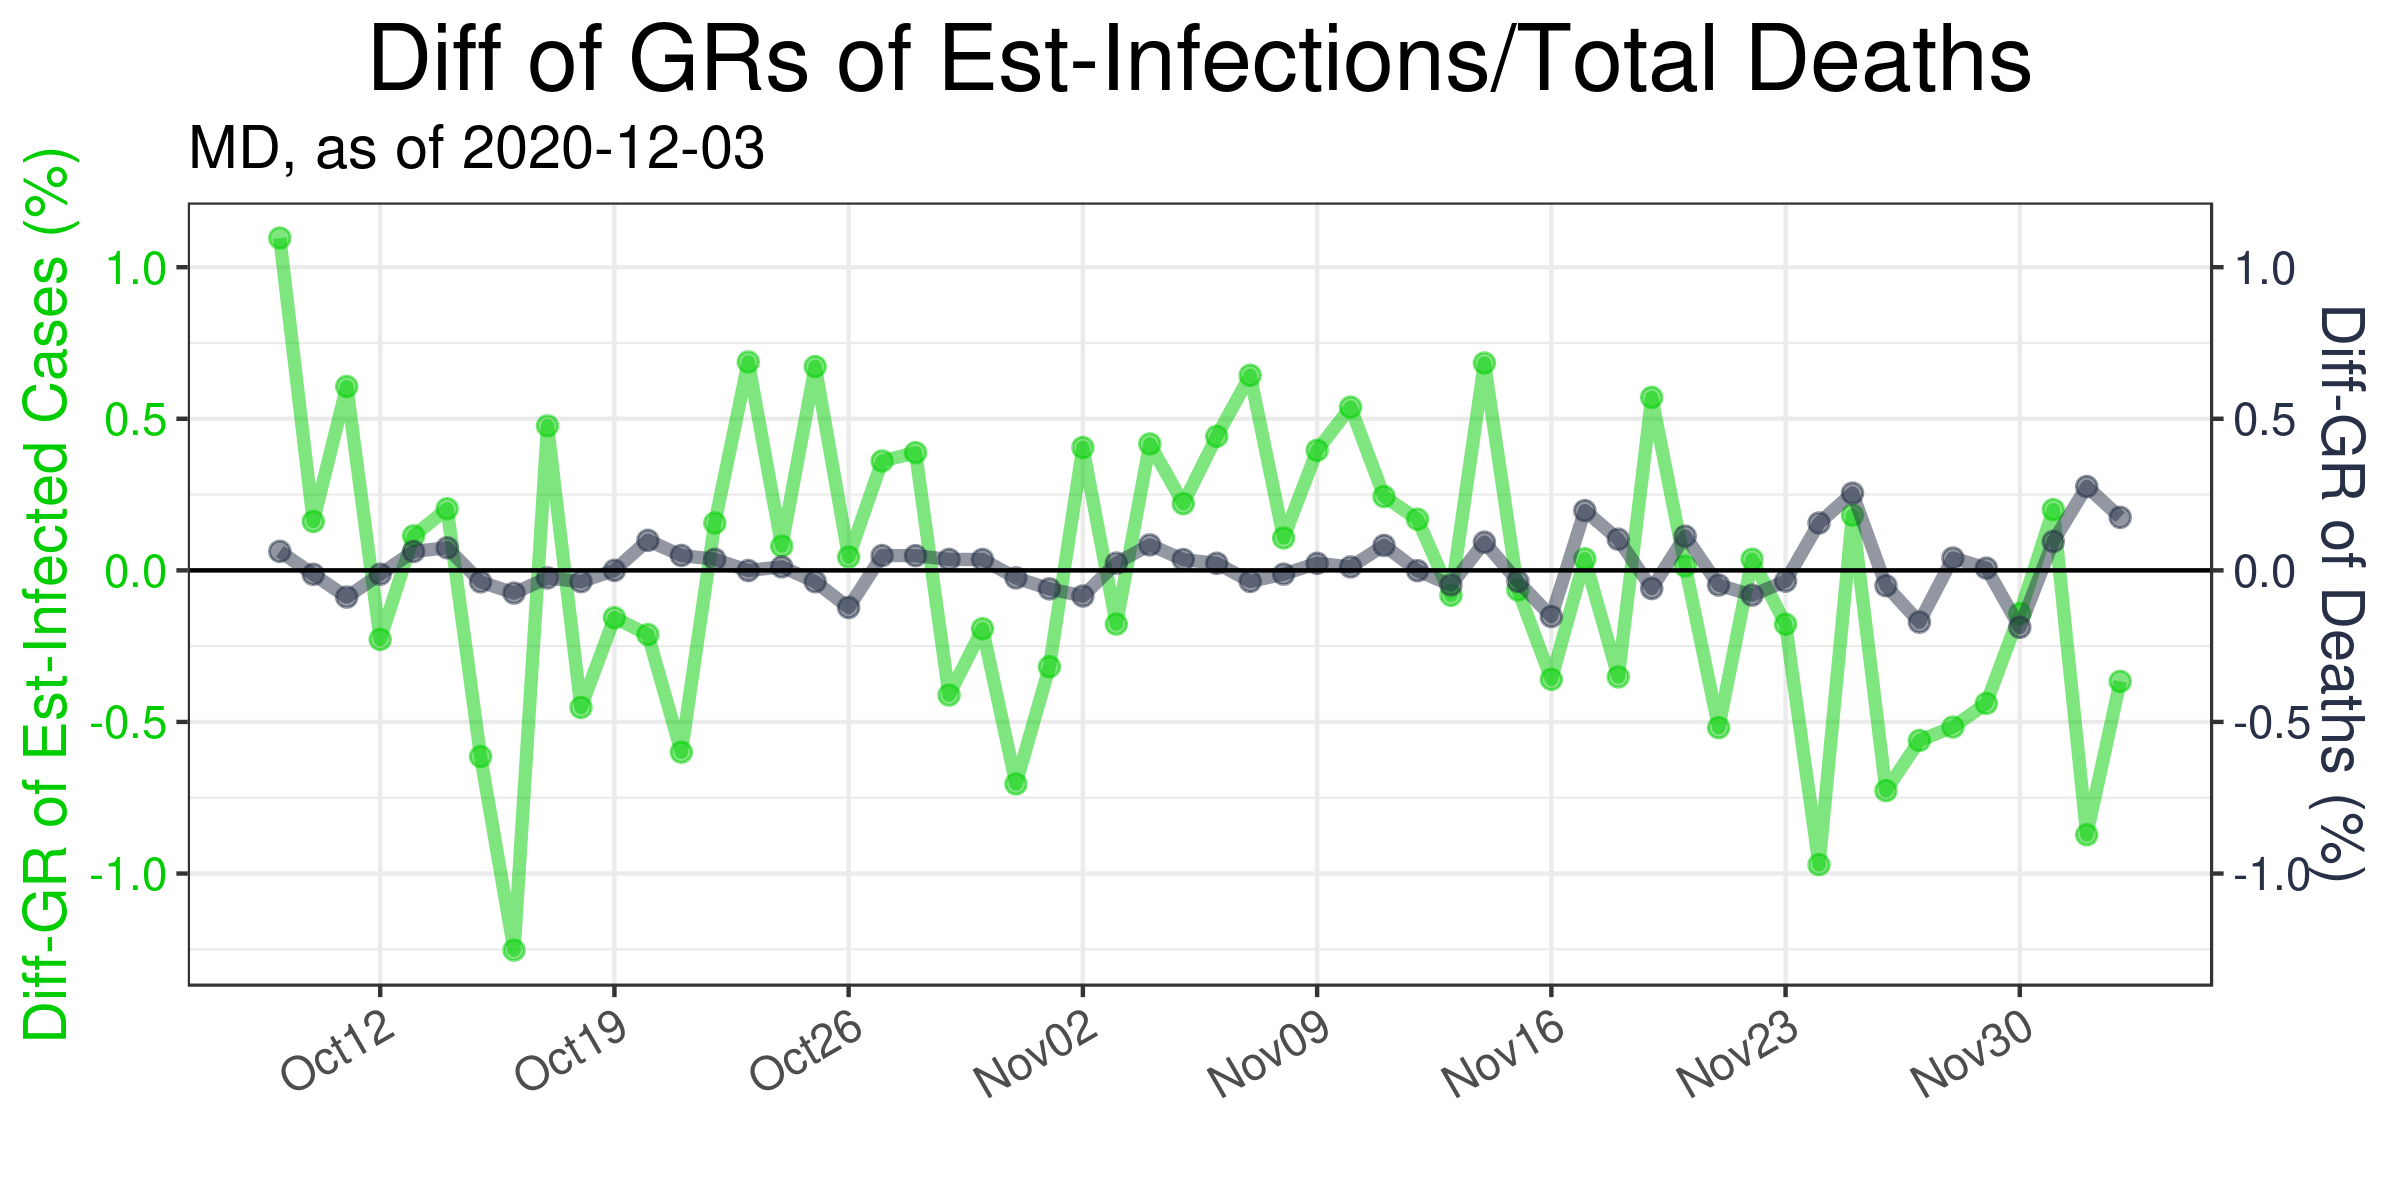 Diff of GRs of Est-Infections/Total Deaths
MD, as of 2020-12-03
Diff-GR of Est-Infected Cases (%)
1.0
0.5
0.0
-0.5
-1.0
1.0
0.5
0.0
-0.5
-1.0
Diff-GR of Deaths (%)
Oct12
Oct19
Oct26
Nov02
Nov09
Nov16
Nov23
Nov30